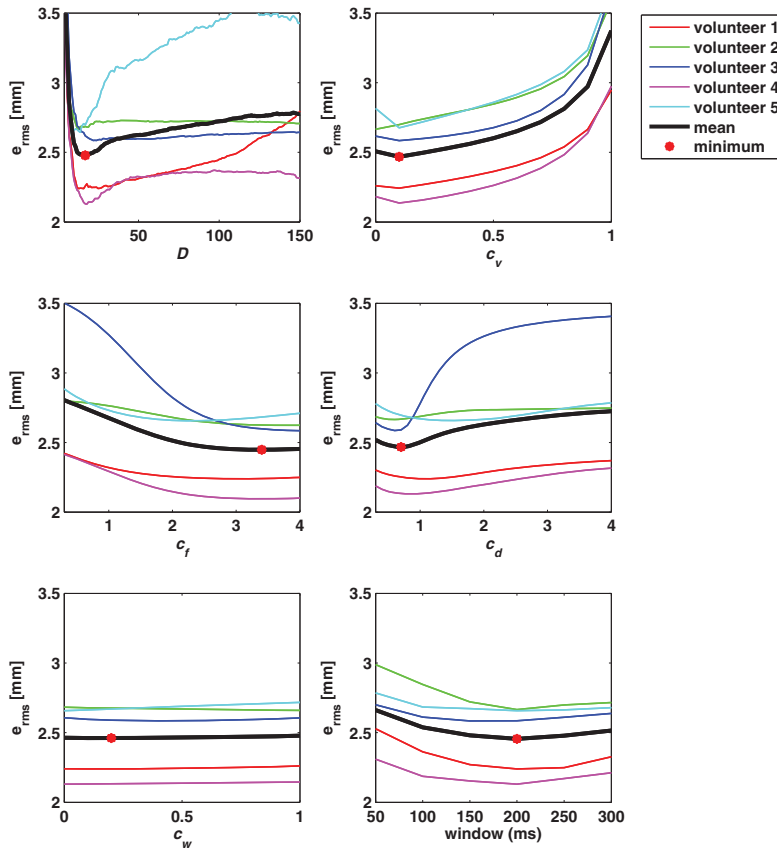 3.5
3
2.5
2
e_rms [mm]
50
100
150
D
3.5
3
2.5
2
e_rms [mm]
0
0.5
1
c_v
volunteer 1
volunteer 2
volunteer 3
volunteer 4
volunteer 5
mean
minimum
3.5
3
2.5
2
e_rms [mm]
1
2
3
4
c_f
3.5
3
2.5
2
e_rms [mm]
1
2
3
4
c_d
3.5
3
2.5
2
e_rms [mm]
0
0.5
1
c_w
3.5
3
2.5
2
e_rms [mm]
50
100
150
200
250
300
window (ms)